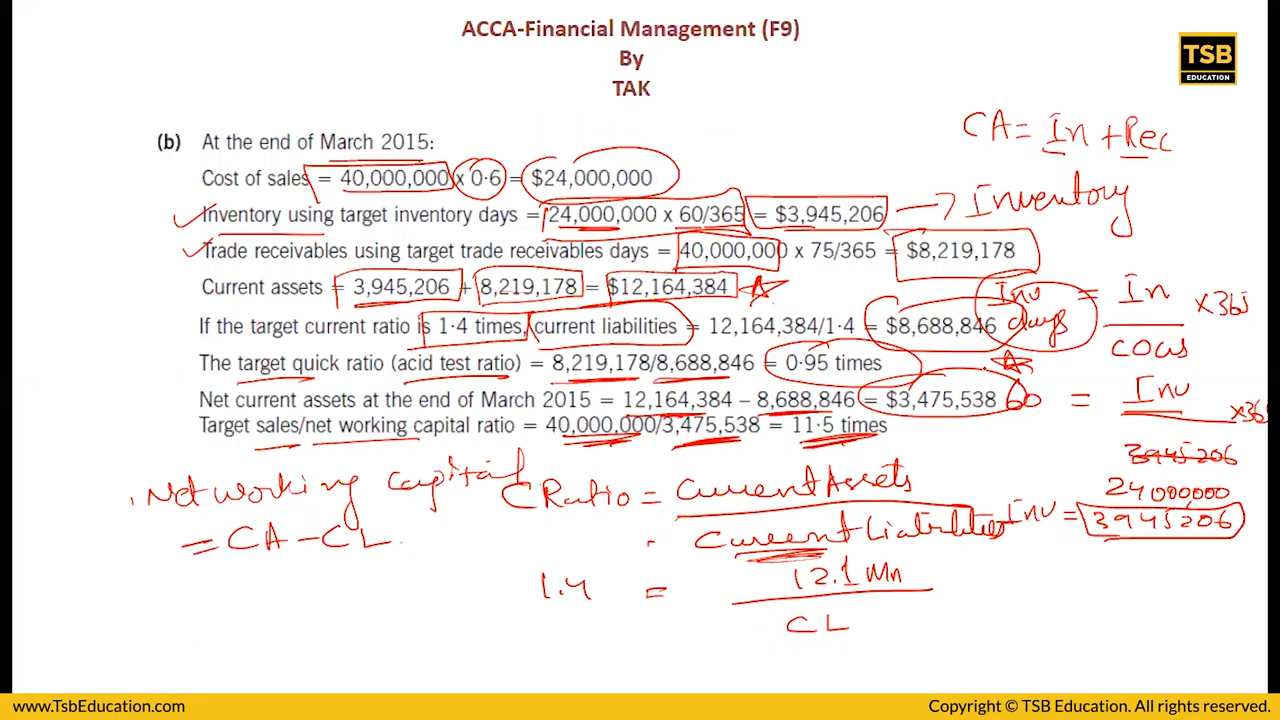 ACCA-Financial Management (F9)
By
TAK
TSB
EDUCATION
CA= In +Rec
(b) At the end of March 2015:
Cost of sales = 40,000,000 x 0·6 = $24,000,000
Inventory using target inventory days = 24,000,000 x 60/365 = $3,945,206 → Inventory
Trade receivables using target trade receivables days = 40,000,000 x 75/365 = $8,219,178
Current assets = 3,945,206 + 8,219,178 = $12,164,384
Inv days = In x365
COGS
If the target current ratio is 1·4 times, current liabilities = 12,164,384/1·4 = $8,688,846
The target quick ratio (acid test ratio) = 8,219,178/8,688,846 = 0·95 times
Net current assets at the end of March 2015 = 12,164,384 – 8,688,846 = $3,475,538
60 = Inv x365
Target sales/net working capital ratio = 40,000,000/3,475,538 = 11·5 times
3945206
24000000
Net working capital
= CA - CL
CRatio = Current Assets
Current Liabilities
Inv = 3945206
1.4 = 12.1 Mn
CL
www.TsbEducation.com
Copyright © TSB Education. All rights reserved.